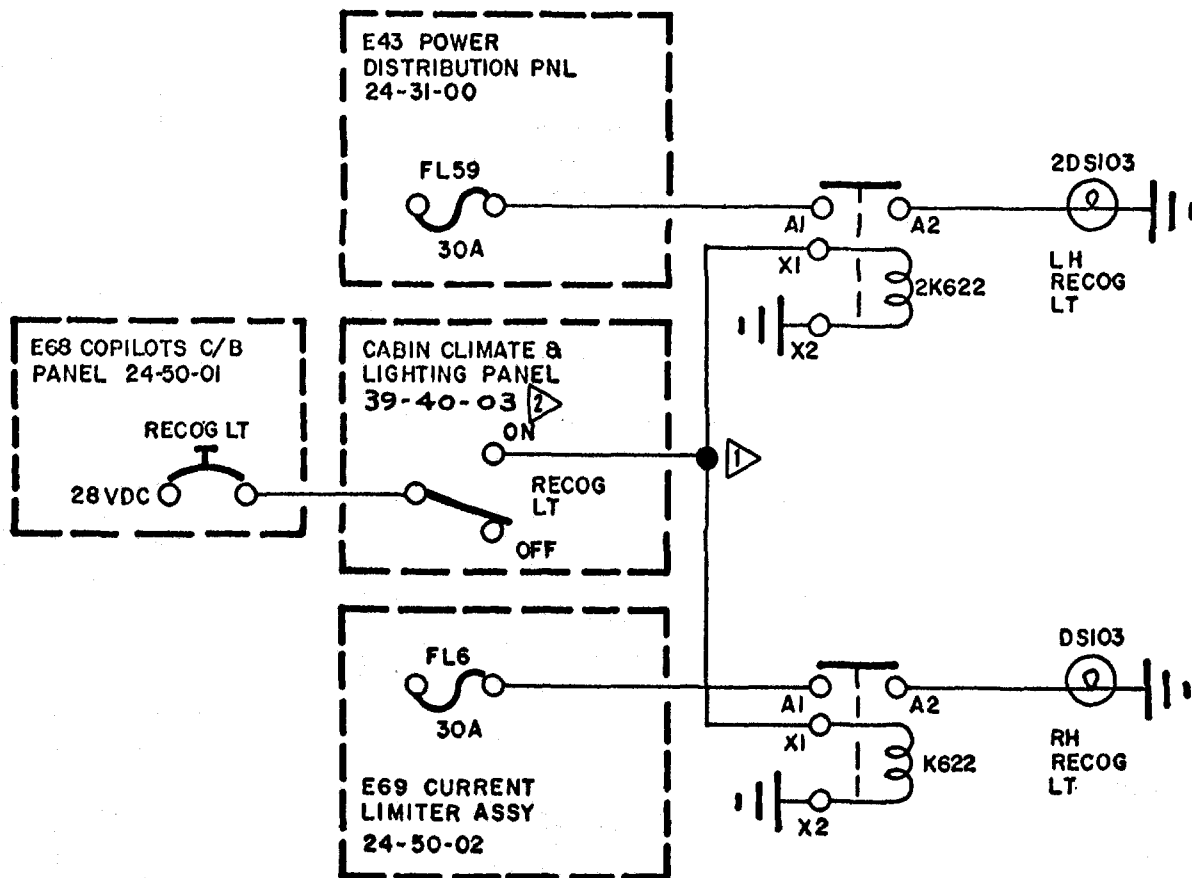 E43 POWER
DISTRIBUTION PNL
24-31-00
FL59
30A
A1
A2
X1
X2
2K622
2DS103
LH
RECOG
LT
E68 COPILOTS C/B
PANEL 24-50-01
RECOG LT
28VDC
CABIN CLIMATE &
LIGHTING PANEL
39-40-03 2
ON
RECOG
LT
OFF
1
FL6
30A
E69 CURRENT
LIMITER ASSY
24-50-02
A1
A2
X1
X2
K622
DS103
RH
RECOG
LT